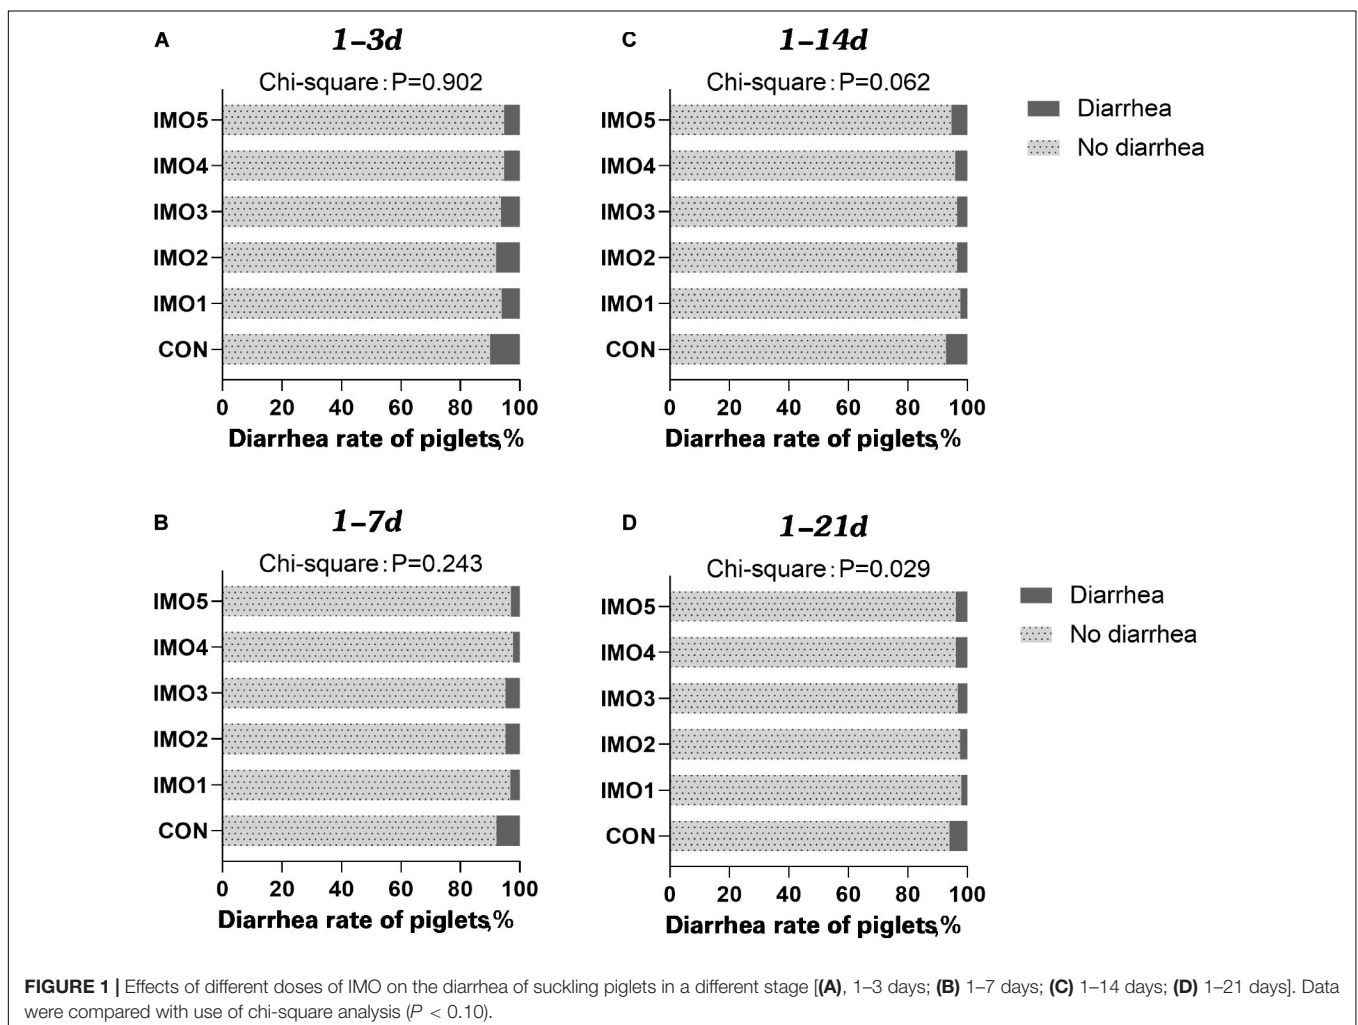 A
1–3d
Chi-square : P=0.902
IMO5
IMO4
IMO3
IMO2
IMO1
CON
0 20 40 60 80 100
Diarrhea rate of piglets,%
C
1–14d
Chi-square : P=0.062
IMO5
IMO4
IMO3
IMO2
IMO1
CON
0 20 40 60 80 100
Diarrhea rate of piglets,%
Diarrhea
No diarrhea
B
1–7d
Chi-square : P=0.243
IMO5
IMO4
IMO3
IMO2
IMO1
CON
0 20 40 60 80 100
Diarrhea rate of piglets,%
D
1–21d
Chi-square : P=0.029
IMO5
IMO4
IMO3
IMO2
IMO1
CON
0 20 40 60 80 100
Diarrhea rate of piglets,%
Diarrhea
No diarrhea
FIGURE 1 | Effects of different doses of IMO on the diarrhea of suckling piglets in a different stage [(A), 1–3 days; (B) 1–7 days; (C) 1–14 days; (D) 1–21 days]. Data
were compared with use of chi-square analysis (P < 0.10).